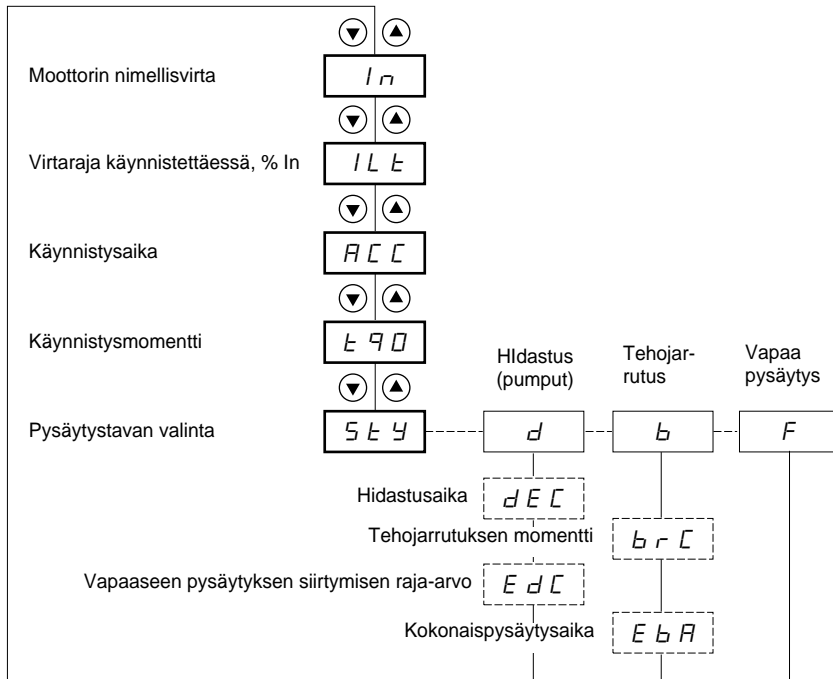 Moottorin nimellisvirta
In
Virtaraja käynnistettäessä, % In
ILt
Käynnistysaika
ACC
Käynnistysmomentti
tq0
HIdastus
(pumput)
Tehojar-
rutus
Vapaa
pysäytys
Pysäytystavan valinta
StY
d
b
F
Hidastusaika
dEC
Tehojarrutuksen momentti
brC
Vapaaseen pysäytyksen siirtymisen raja-arvo
EdC
Kokonaispysäytysaika
EbA